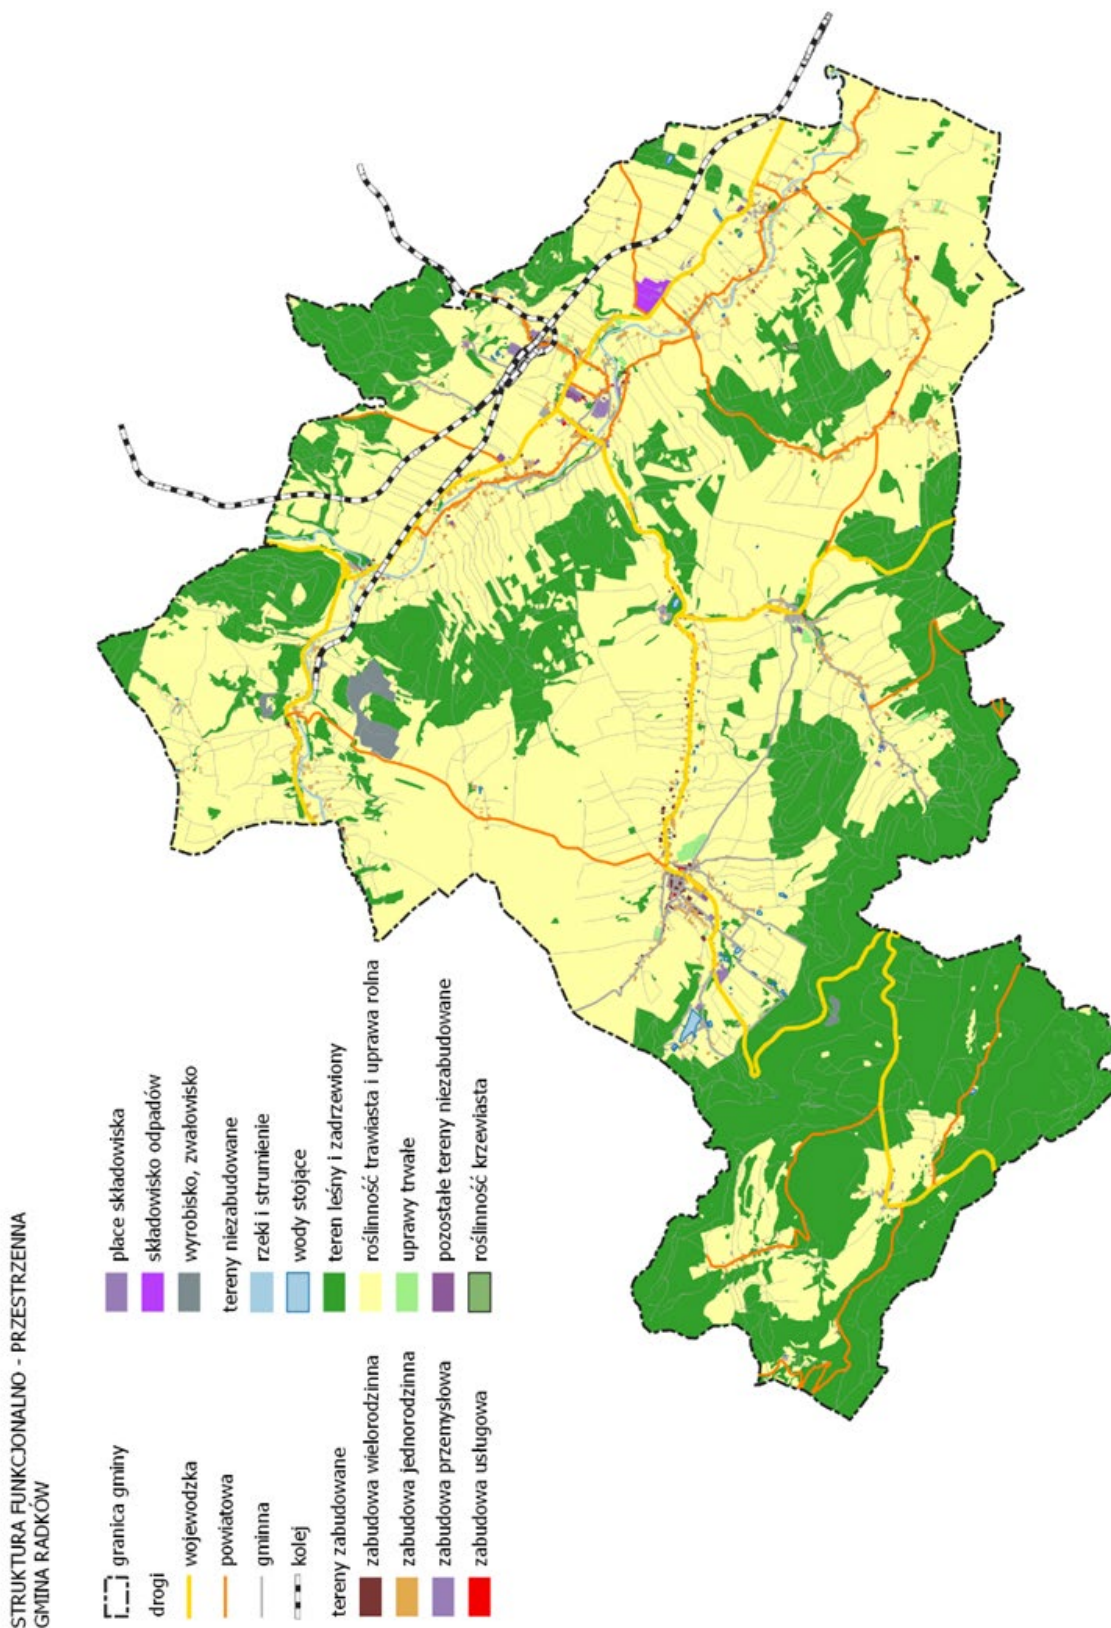 STRUKTURA FUNKCJONALNO - PRZESTRZENNA
GMINA RADKÓW
granica gminy
drogi
wojewodzka
powiatowa
gminna
kolej
tereny zabudowane
zabudowa wielorodzinna
zabudowa jednorodzinna
zabudowa przemysłowa
zabudowa usługowa
place składowiska
składowisko odpadów
wyrobisko, zwałowisko
tereny niezabudowane
rzeki i strumienie
wody stojące
teren leśny i zadrzewiony
roślinność trawiasta i uprawa rolna
uprawy trwałe
pozostałe tereny niezabudowane
roślinność krzewiasta